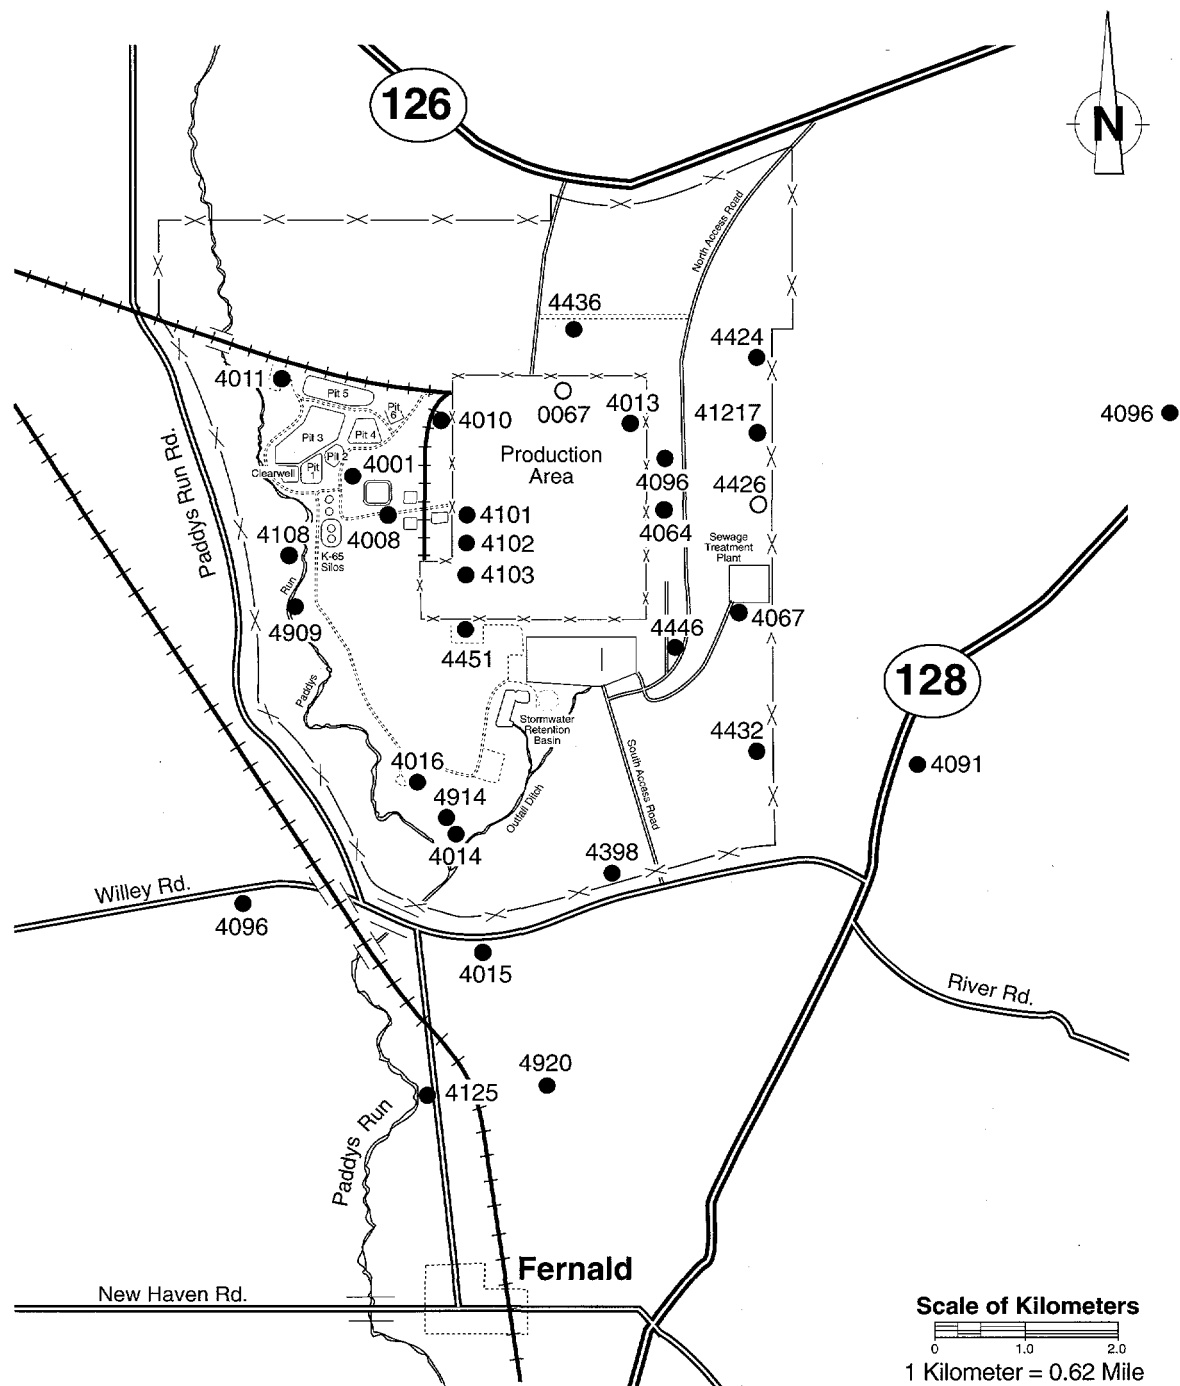 126
N
North Access Road
4436
4424
4011
Pit 5
Pit
6
0067
4013
41217
4096
4010
Pit 3
Pit 4
Production
Area
Paddys Run Rd.
Pit 2
4001
Clearwell
Pit
1
4096
4426
4101
4108
4008
4064
4102
Sewage
Treatment
Plant
K-65
Silos
4103
Run
4909
4067
4446
4451
128
Paddys
Stormwater
Retention
Basin
4432
4091
South Access Road
4016
4914
Outfall Ditch
4014
4398
Willey Rd.
4096
4015
River Rd.
4920
4125
Paddys Run
Fernald
New Haven Rd.
Scale of Kilometers
0 1.0 2.0
1 Kilometer = 0.62 Mile